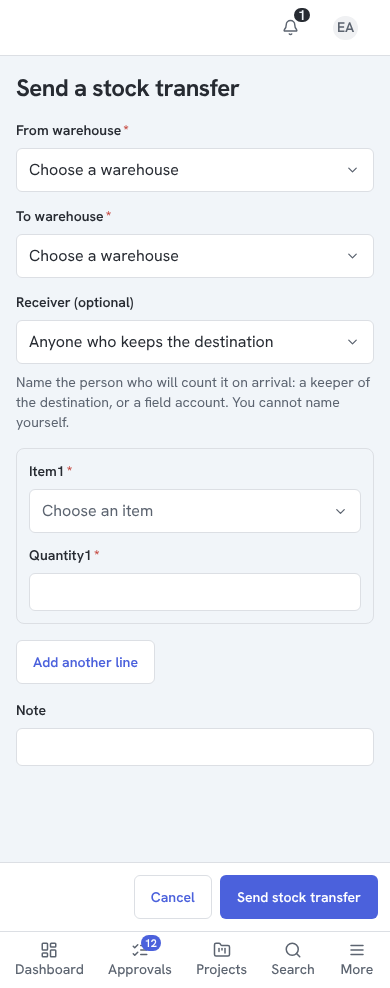 1
EA
Send a stock transfer
From warehouse*
Choose a warehouse
To warehouse*
Choose a warehouse
Receiver (optional)
Anyone who keeps the destination
Name the person who will count it on arrival: a keeper of
the destination, or a field account. You cannot name
yourself.
Item1*
Choose an item
Quantity1*
Add another line
Note
Cancel
Send stock transfer
12
Dashboard
Approvals
Projects
Search
More